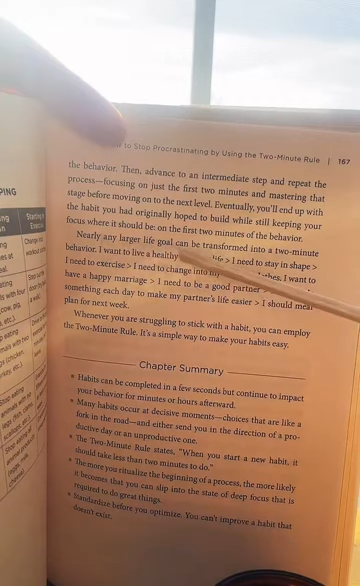 to Stop Procrastinating by Using the Two-Minute Rule | 167
the behavior. Then, advance to an intermediate step and repeat the
process—focusing on just the first two minutes and mastering that
stage before moving on to the next level. Eventually, you'll end up with
the habit you had originally hoped to build while still keeping your
focus where it should be: on the first two minutes of the behavior.
Nearly any larger life goal can be transformed into a two-minute
behavior. I want to live a healthy > I need to stay in shape >
I need to exercise > I need to change into my I want to
have a happy marriage > I need to be a good partner
something each day to make my partner's life easier > I should meal
plan for next week.
Whenever you are struggling to stick with a habit, you can employ
the Two-Minute Rule. It's a simple way to make your habits easy.
Chapter Summary
• Habits can be completed in a few seconds but continue to impact
your behavior for minutes or hours afterward.
• Many habits occur at decisive moments—choices that are like a
fork in the road—and either send you in the direction of a pro-
ductive day or an unproductive one.
• The Two-Minute Rule states, "When you start a new habit, it
should take less than two minutes to do."
• The more you ritualize the beginning of a process, the more likely
it becomes that you can slip into the state of deep focus that is
required to do great things.
• Standardize before you optimize. You can't improve a habit that
doesn't exist.